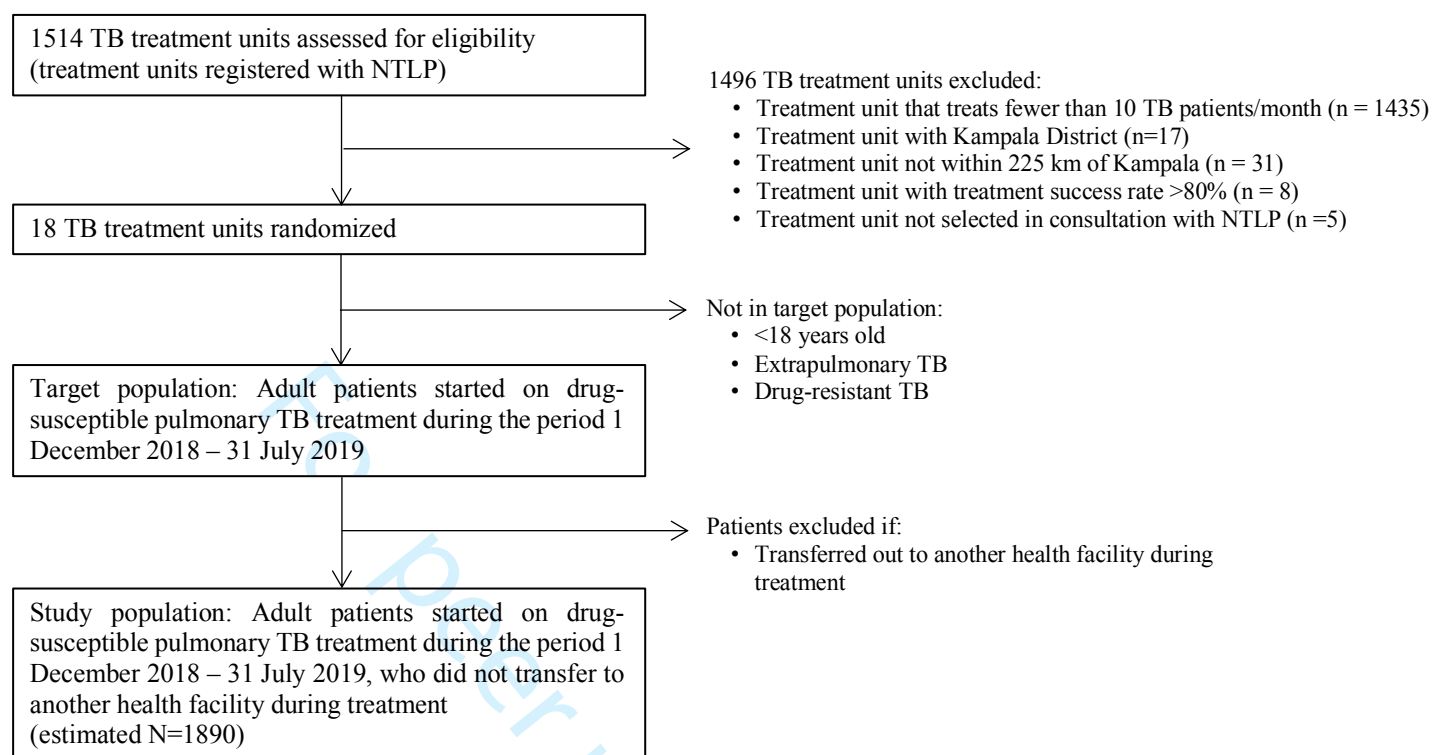 1514 TB treatment units assessed for eligibility
(treatment units registered with NTLP)
1496 TB treatment units excluded:
• Treatment unit that treats fewer than 10 TB patients/month (n = 1435)
• Treatment unit with Kampala District (n=17)
• Treatment unit not within 225 km of Kampala (n = 31)
• Treatment unit with treatment success rate >80% (n = 8)
• Treatment unit not selected in consultation with NTLP (n =5)
18 TB treatment units randomized
Not in target population:
• <18 years old
• Extrapulmonary TB
• Drug-resistant TB
Target population: Adult patients started on drug-
susceptible pulmonary TB treatment during the period 1
December 2018 – 31 July 2019
Patients excluded if:
• Transferred out to another health facility during
treatment
Study population: Adult patients started on drug-
susceptible pulmonary TB treatment during the period 1
December 2018 – 31 July 2019, who did not transfer to
another health facility during treatment
(estimated N=1890)
Fo
peer